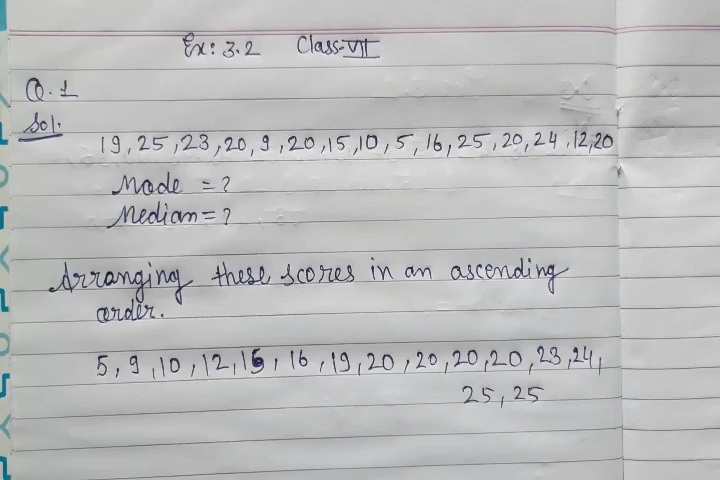 Ex: 3.2 Class-VII
Q.1
Sol.
19, 25, 23, 20, 9, 20, 15, 10, 5, 16, 25, 20, 24, 12, 20
Mode = ?
Median = ?
Arranging these scores in an ascending
order.
5, 9, 10, 12, 15, 16, 19, 20, 20, 20, 20, 23, 24,
25, 25